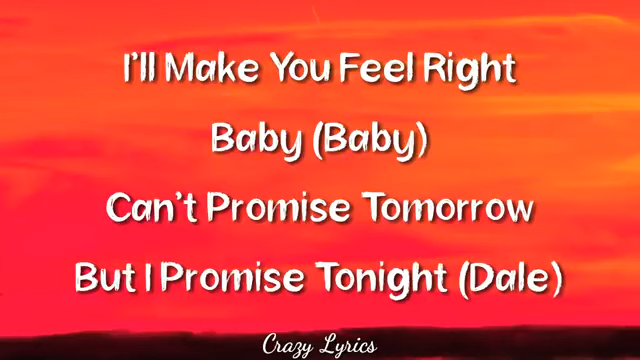 I'll Make You Feel Right
Baby (Baby)
Can't Promise Tomorrow
But I Promise Tonight (Dale)
Crazy Lyrics